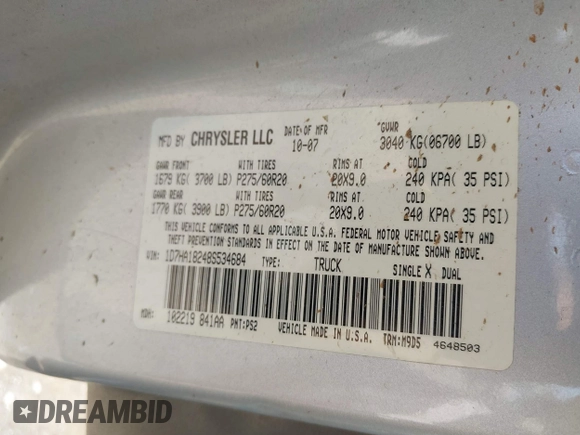 MFD BY CHRYSLER LLC DATE OF MFR 10-07 GVWR 3040 KG(06700 LB)
GAWR FRONT WITH TIRES RIMS AT COLD
1679 KG( 3700 LB) P275/60R20 20X9.0 240 KPA( 35 PSI)
GAWR REAR WITH TIRES RIMS AT COLD
1770 KG( 3900 LB) P275/60R20 20X9.0 240 KPA( 35 PSI)
THIS VEHICLE CONFORMS TO ALL APPLICABLE U.S.A. FEDERAL MOTOR VEHICLE SAFETY AND
THEFT PREVENTION STANDARDS IN EFFECT ON THE DATE OF MANUFACTURE SHOWN ABOVE.
VIN: 1D7HA18248S534684 TYPE: TRUCK SINGLE X DUAL
MDH: 102219 841AA PNT: PS2 VEHICLE MADE IN U.S.A. TRM: M9D5 4648503
DREAMBID